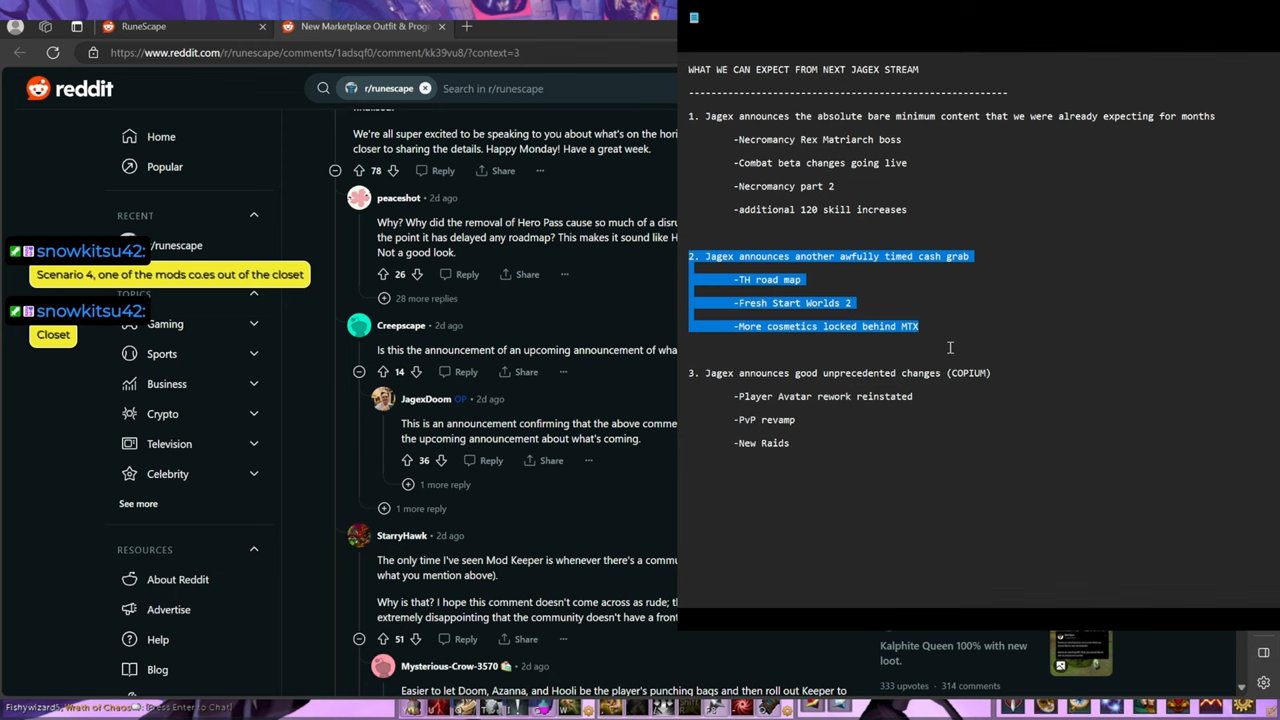 RuneScape
New Marketplace Outfit & Prog
https://www.reddit.com/r/runescape/comments/1adsqf0/comment/kk39vu8/?context=3
reddit
r/runescape
Search in r/runescape
Home
Popular
RECENT
/runescape
TOPICS
Gaming
Sports
Business
Crypto
Television
Celebrity
See more
RESOURCES
About Reddit
Advertise
Help
Blog
snowkitsu42:
Scenario 4, one of the mods co.es out of the closet
snowkitsu42:
Closet
We're all super excited to be speaking to you about what's on the hori
closer to sharing the details. Happy Monday! Have a great week.
78 Reply Share
peaceshot • 2d ago
Why? Why did the removal of Hero Pass cause so much of a disru
the point it has delayed any roadmap? This makes it sound like H
Not a good look.
26 Reply Share
28 more replies
Creepscape • 2d ago
Is this the announcement of an upcoming announcement of wha
14 Reply Share
JagexDoom OP • 2d ago
This is an announcement confirming that the above comme
the upcoming announcement about what's coming.
36 Reply Share
1 more reply
1 more reply
StarryHawk • 2d ago
The only time I've seen Mod Keeper is whenever there's a commu
what you mention above).
Why is that? I hope this comment doesn't come across as rude; th
extremely disappointing that the community doesn't have a front
51 Reply Share
Mysterious-Crow-3570 • 2d ago
Easier to let Doom, Azanna, and Hooli be the player's punching bags and then roll out Keeper to
WHAT WE CAN EXPECT FROM NEXT JAGEX STREAM
---------------------------------------------------------
1. Jagex announces the absolute bare minimum content that we were already expecting for months
-Necromancy Rex Matriarch boss
-Combat beta changes going live
-Necromancy part 2
-additional 120 skill increases
2. Jagex announces another awfully timed cash grab
-TH road map
-Fresh Start Worlds 2
-More cosmetics locked behind MTX
3. Jagex announces good unprecedented changes (COPIUM)
-Player Avatar rework reinstated
-PvP revamp
-New Raids
Kalphite Queen 100% with new
loot.
333 upvotes • 314 comments
Fishywizard5, Wrath of Chaos: [Press Enter to Chat]